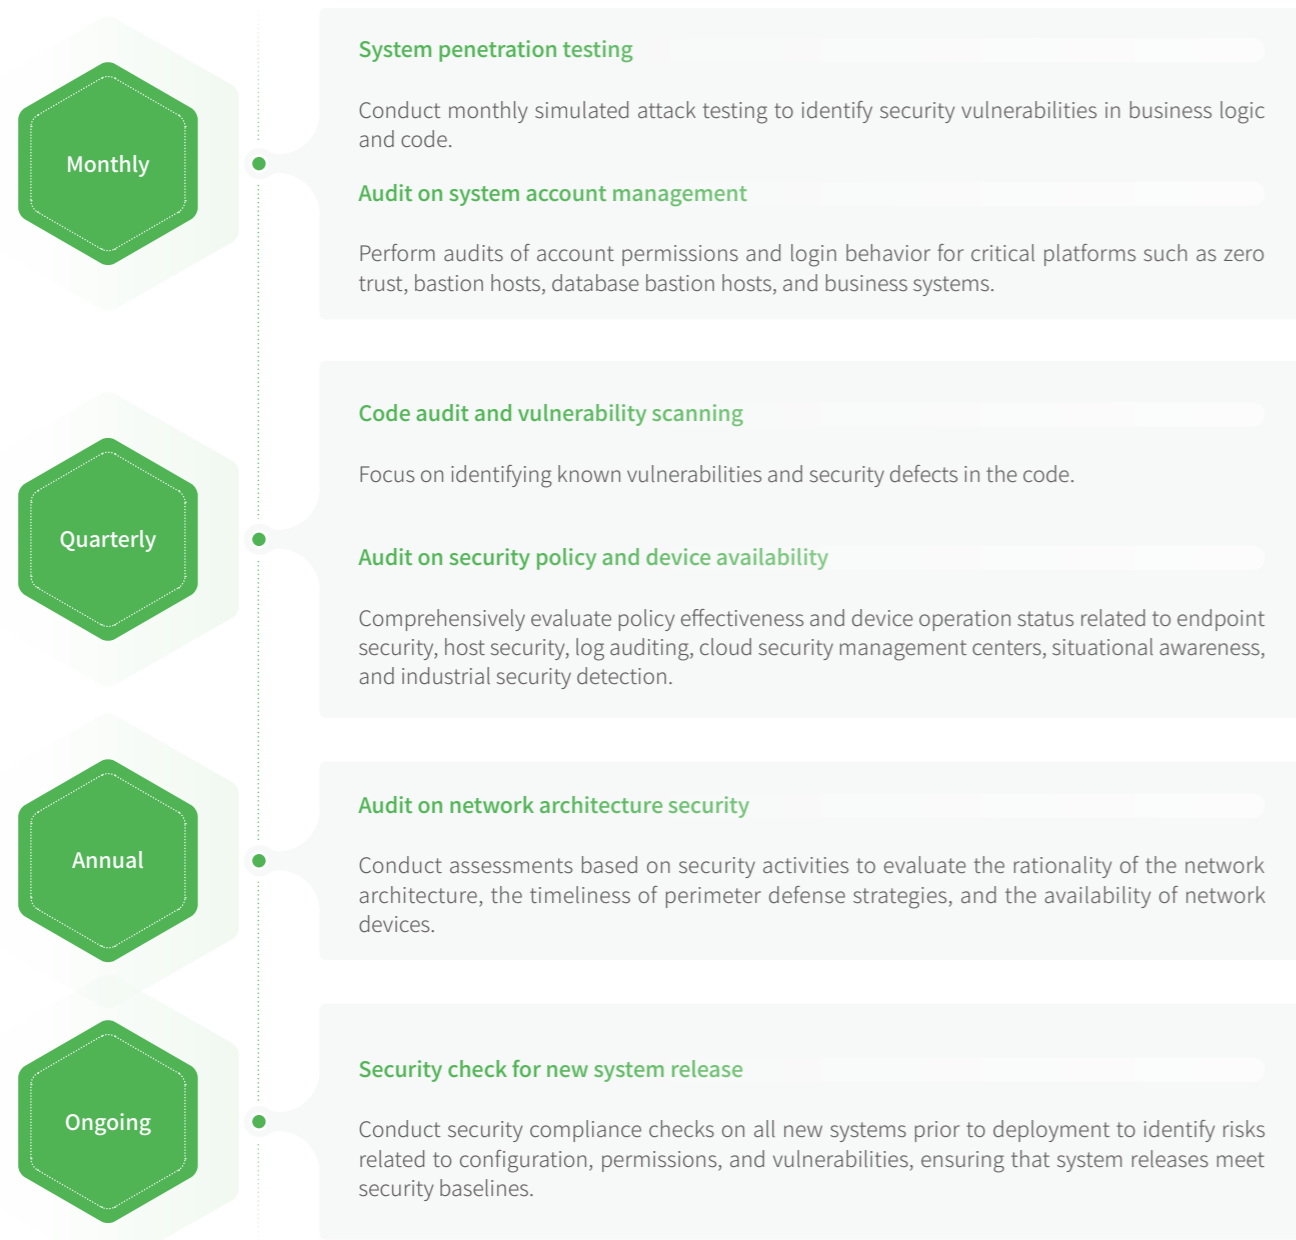 Monthly
System penetration testing
Conduct monthly simulated attack testing to identify security vulnerabilities in business logic
and code.
Audit on system account management
Perform audits of account permissions and login behavior for critical platforms such as zero
trust, bastion hosts, database bastion hosts, and business systems.
Quarterly
Code audit and vulnerability scanning
Focus on identifying known vulnerabilities and security defects in the code.
Audit on security policy and device availability
Comprehensively evaluate policy effectiveness and device operation status related to endpoint
security, host security, log auditing, cloud security management centers, situational awareness,
and industrial security detection.
Annual
Audit on network architecture security
Conduct assessments based on security activities to evaluate the rationality of the network
architecture, the timeliness of perimeter defense strategies, and the availability of network
devices.
Ongoing
Security check for new system release
Conduct security compliance checks on all new systems prior to deployment to identify risks
related to configuration, permissions, and vulnerabilities, ensuring that system releases meet
security baselines.